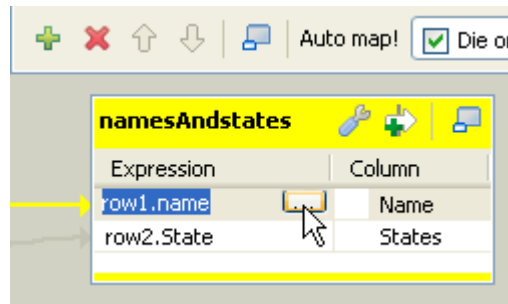 Auto map! Die o
namesAndstates
Expression Column
row1.name ... Name
row2.State States